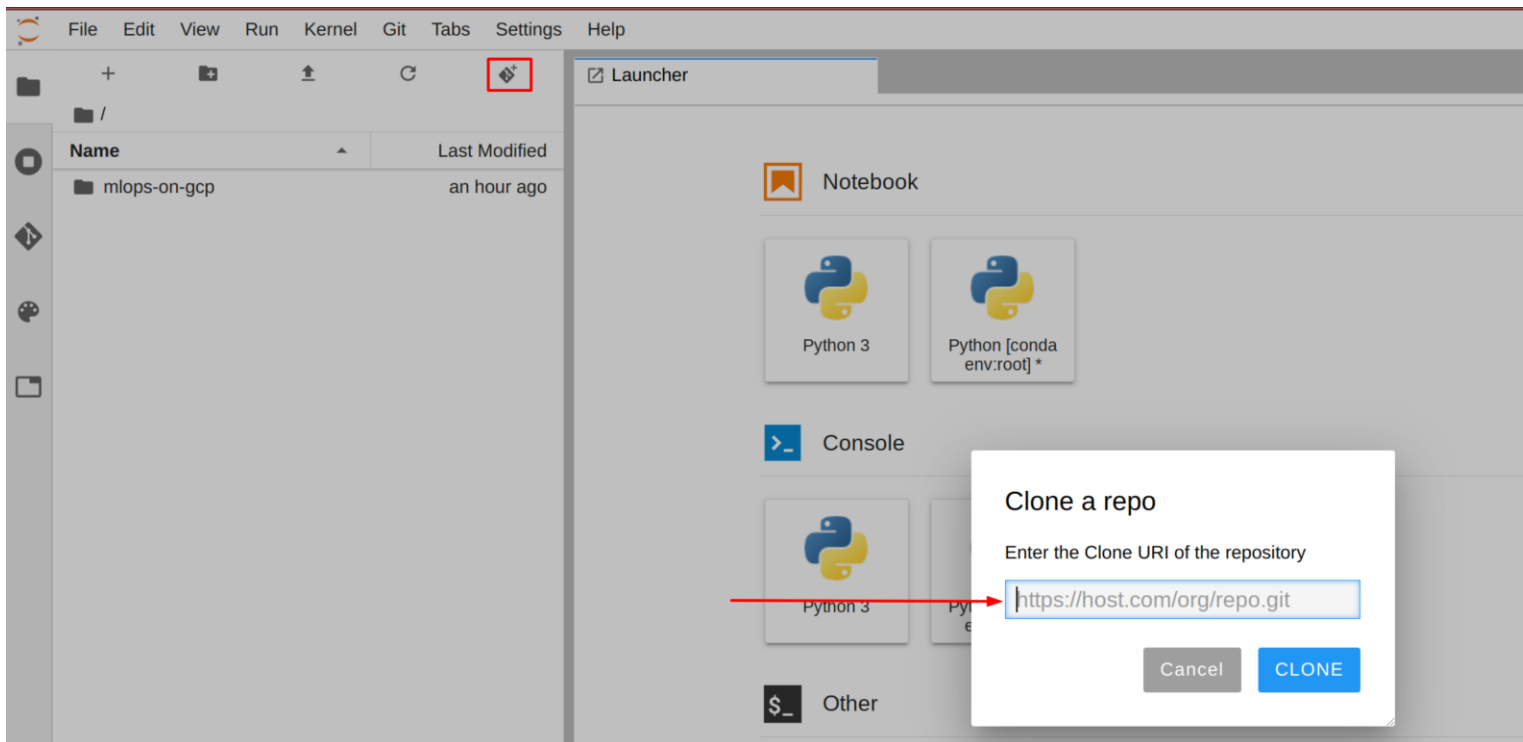 File Edit View Run Kernel Git Tabs Settings Help
Launcher
/
Name Last Modified
mlops-on-gcp an hour ago
Notebook
Python 3
Python [conda
env:root] *
Console
Python 3
Clone a repo
Enter the Clone URI of the repository
https://host.com/org/repo.git
Cancel CLONE
$_ Other